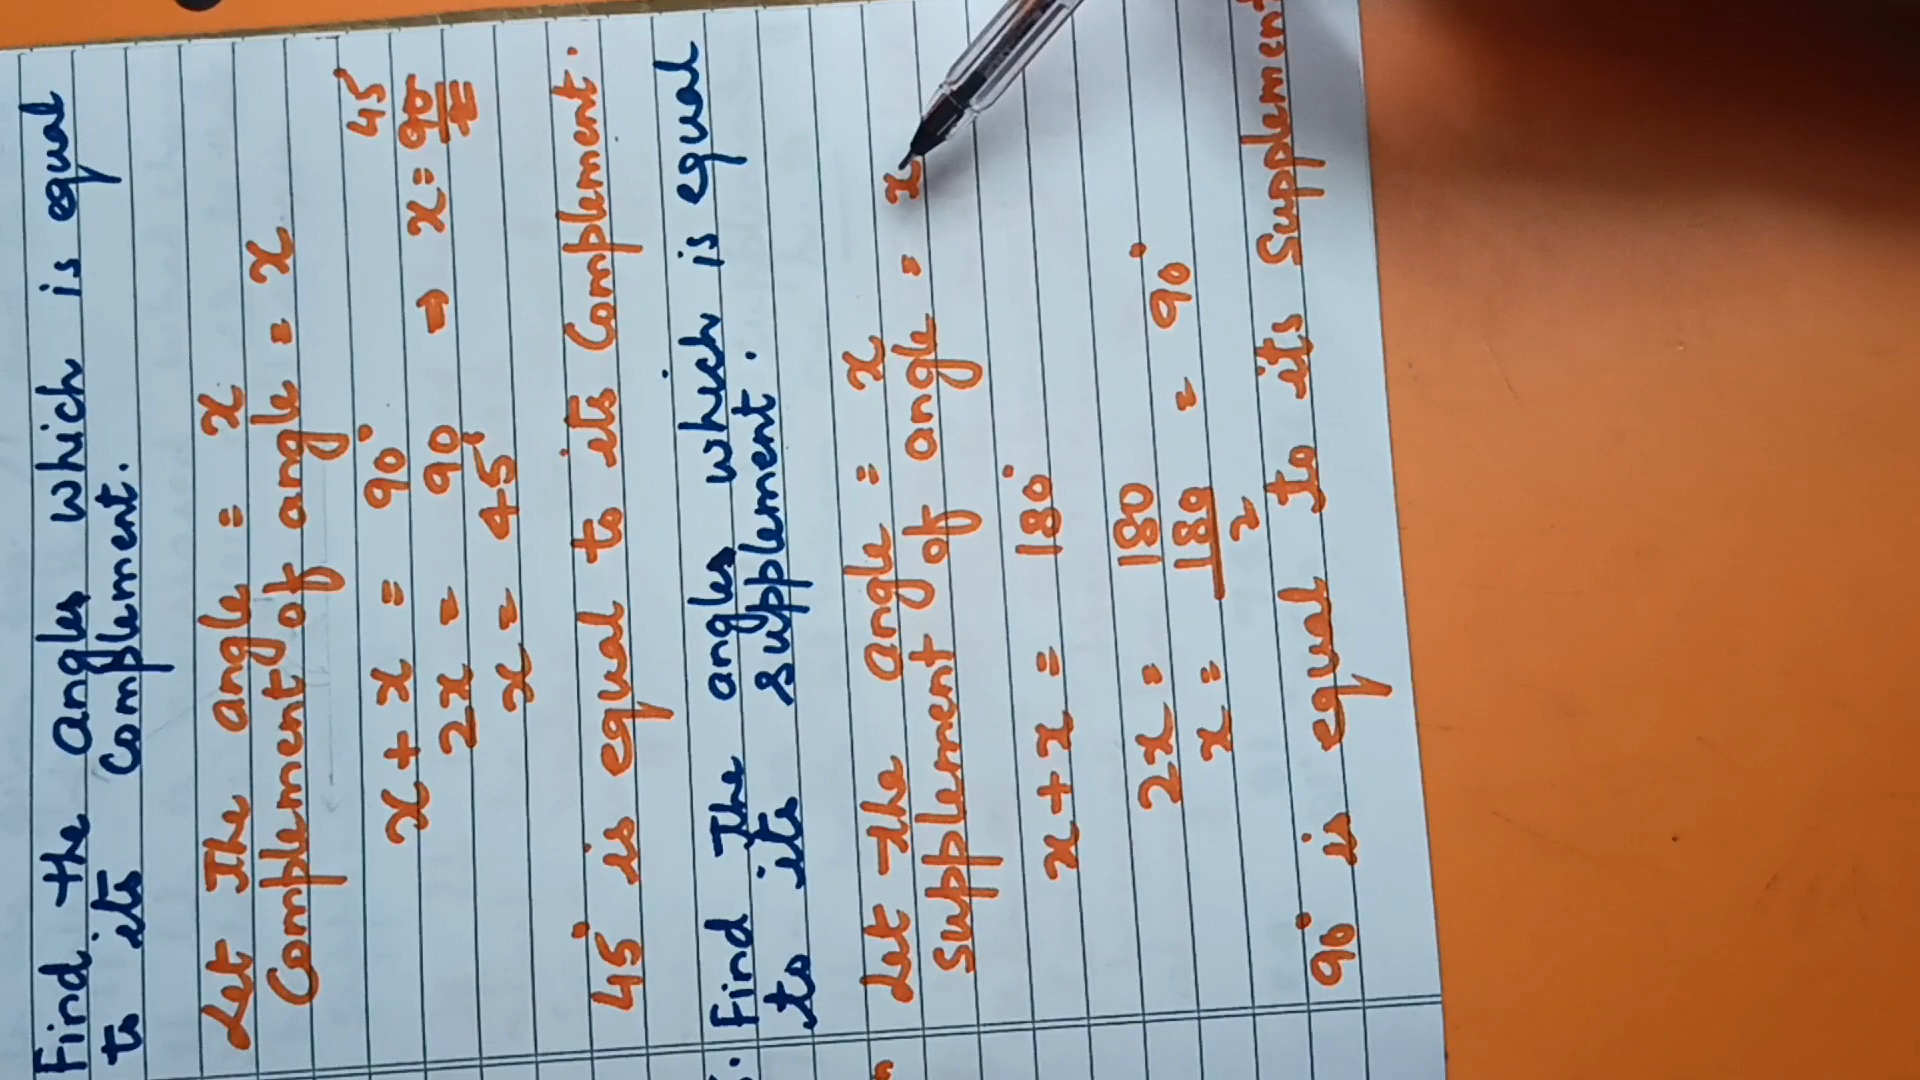 Find the angles which is equal
to its complement.
Let The angle = x
Complement of angle = x
x + x = 90°
2x = 90 ⇒ x = 90/2 45
x = 45°
45° is equal to its Complement.
Find The angles which is equal
to its supplement.
Let the angle = x
supplement of angle = x
x + x = 180°
2x = 180
x = 180/2 = 90°
90° is equal to its Supplement